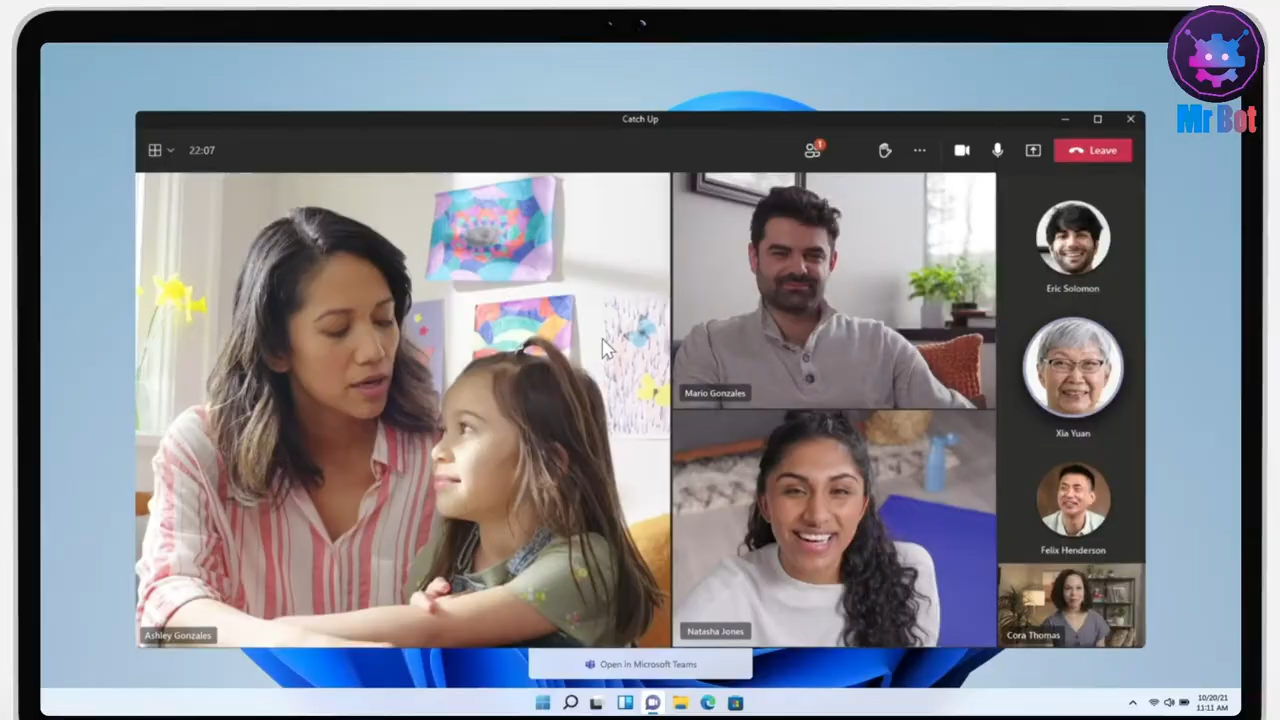 Mr Bot
Catch Up
22:07
1
Leave
Eric Solomon
Mario Gonzales
Xia Yuan
Felix Henderson
Ashley Gonzales
Natasha Jones
Cora Thomas
Open in Microsoft Teams
10/20/21
11:11 AM